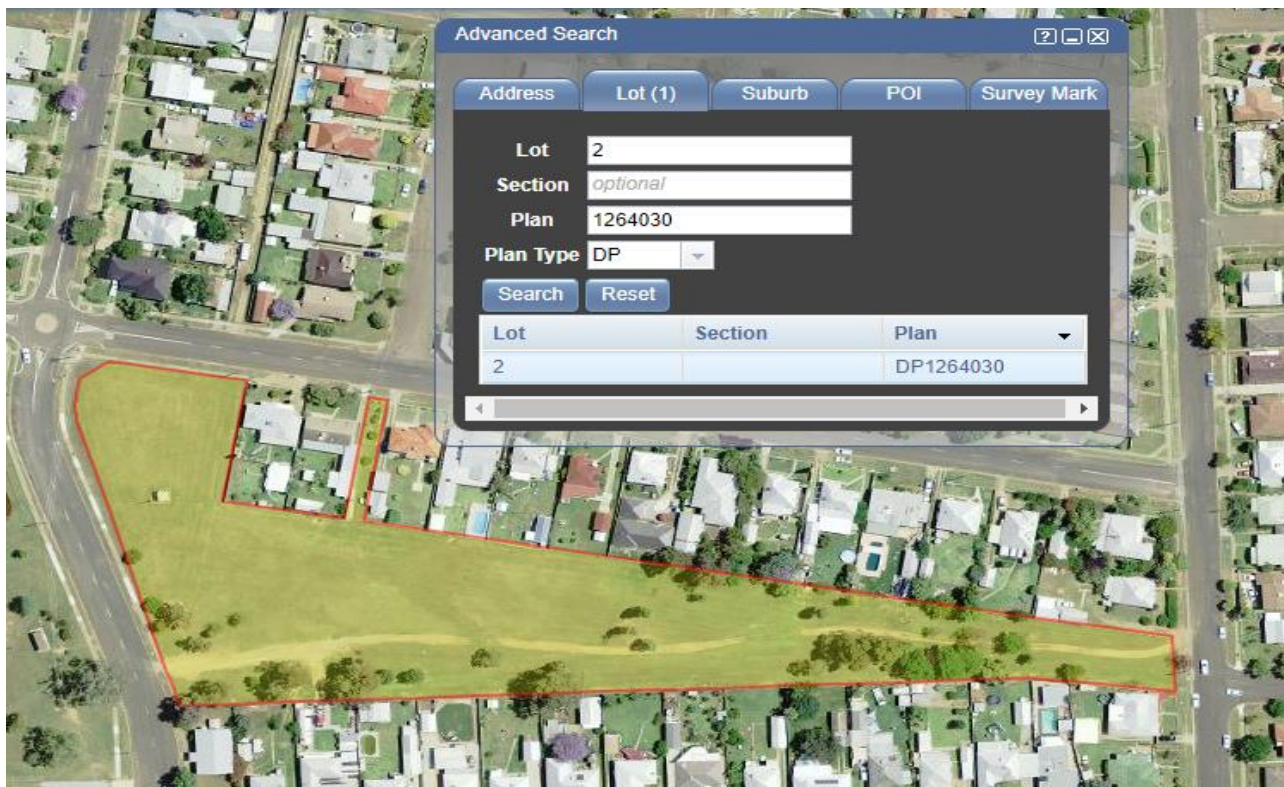 Advanced Search
Address Lot (1) Suburb POI Survey Mark
Lot 2
Section optional
Plan 1264030
Plan Type DP
Search Reset
Lot Section Plan
2 DP1264030